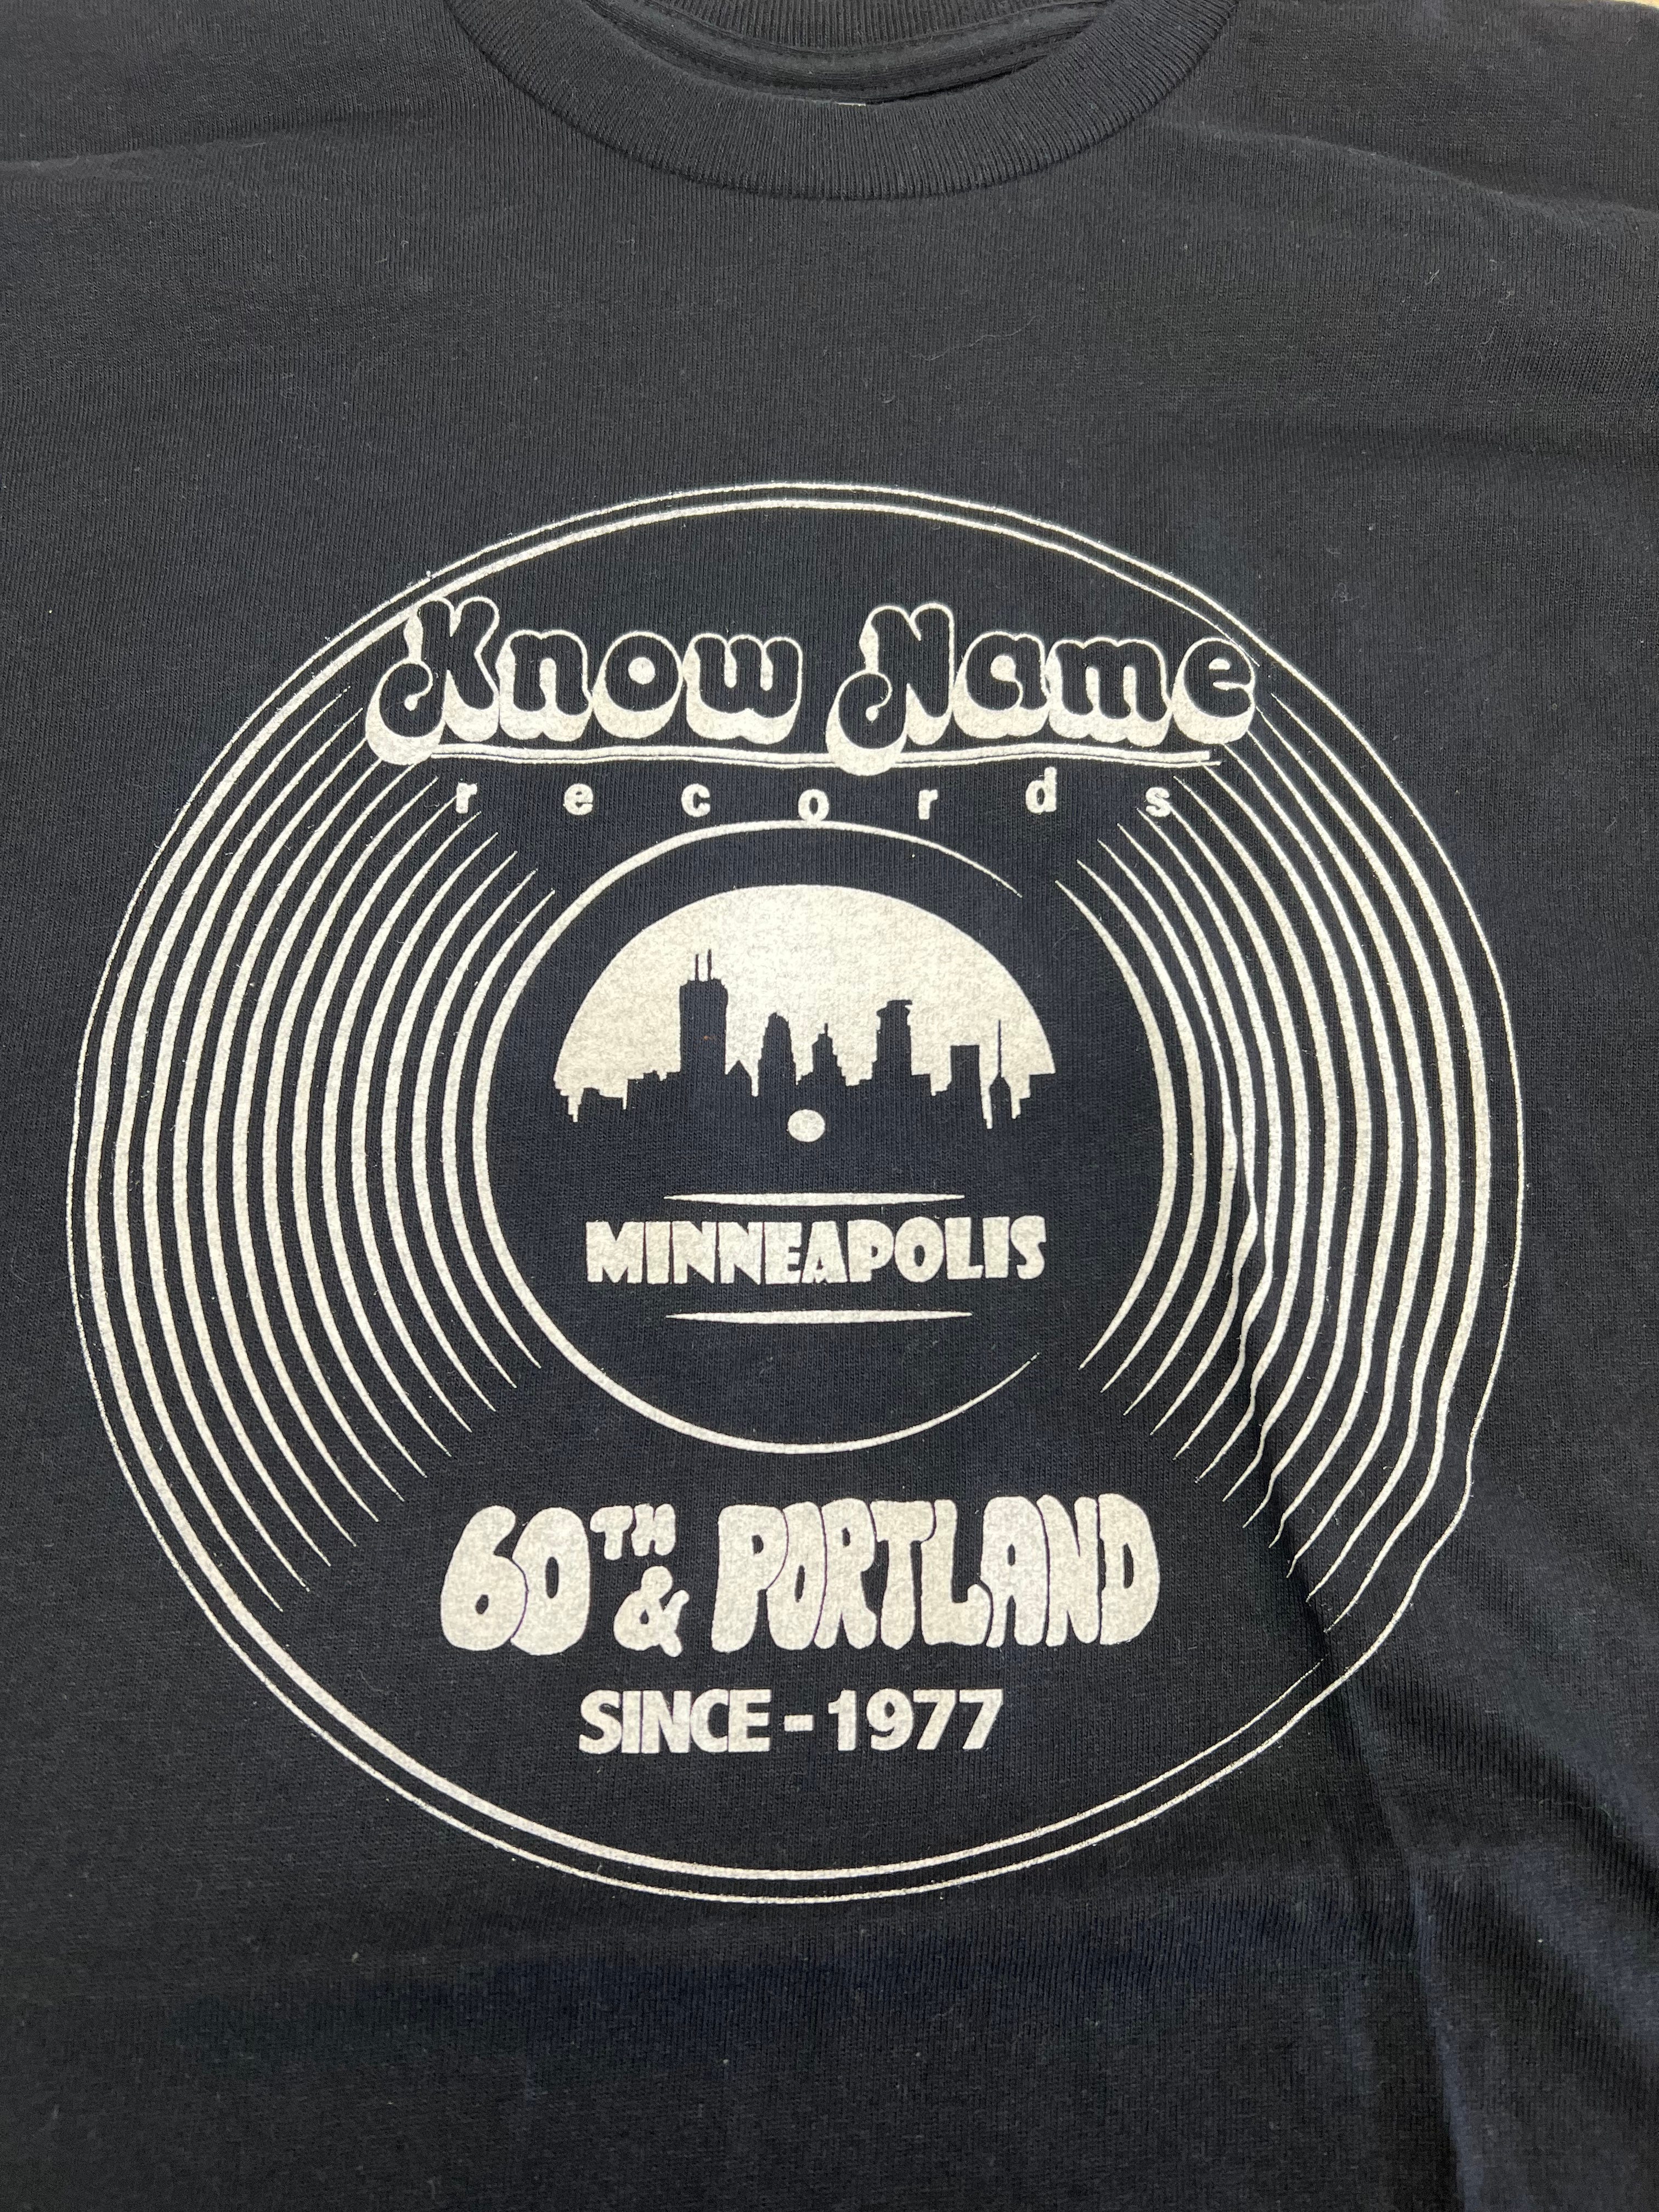 Know Name
records
MINNEAPOLIS
60TH & PORTLAND
SINCE - 1977